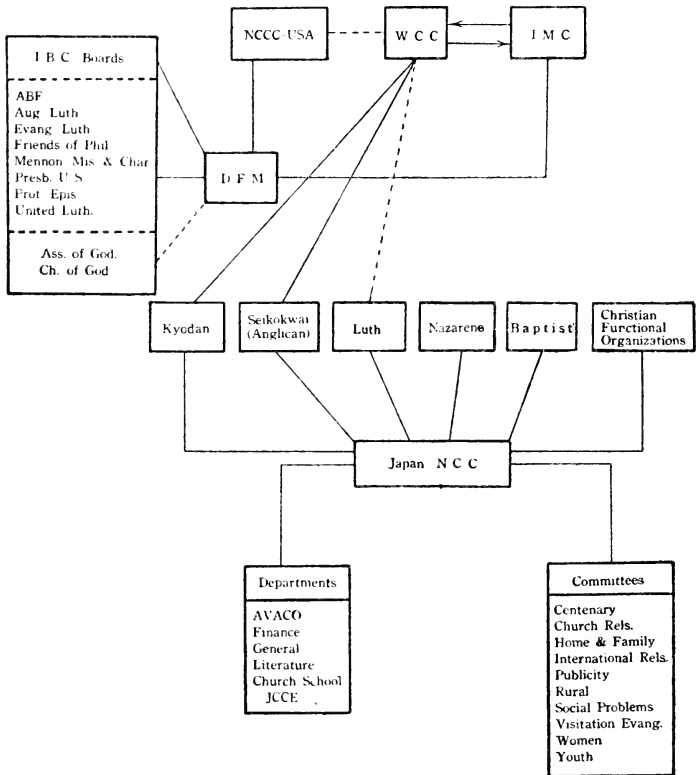 NCCC-USA
W C C
I M C
I B C Boards
ABF
Aug Luth
Evang Luth
Friends of Phil
Mennon Mis & Char
Presb. U S
Prot Epis
United Luth.
Ass. of God.
Ch. of God
D F M
Kyodan
Seikokwai
(Anglican)
Luth
Nazarene
Baptist
Christian
Functional
Organizations
Japan N C C
Departments
AVACO
Finance
General
Literature
Church School
JCCE
Committees
Centenary
Church Rels.
Home & Family
International Rels.
Publicity
Rural
Social Problems
Visitation Evang.
Women
Youth